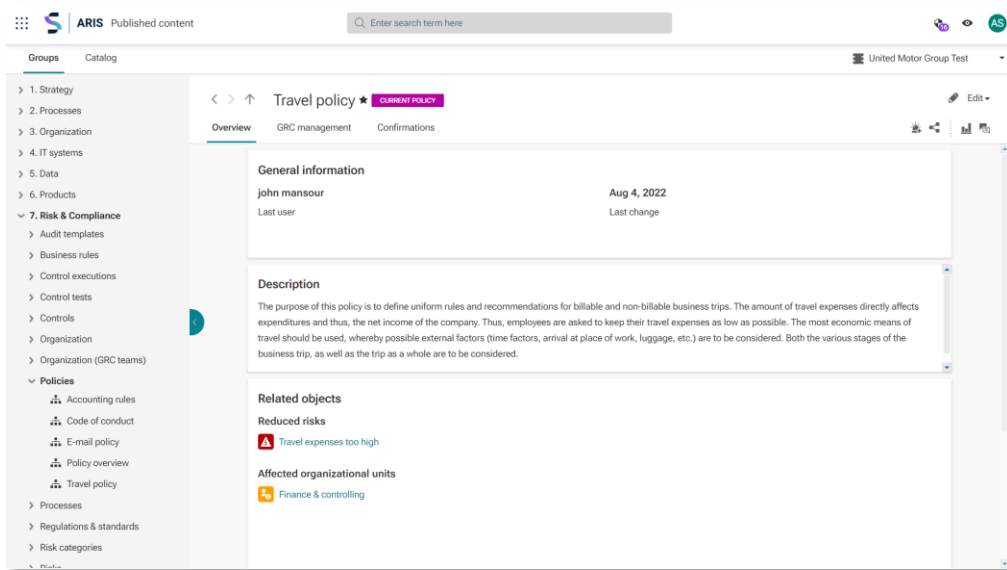 ARIS Published content
Enter search term here
16
AS
Groups Catalog
United Motor Group Test
1. Strategy
2. Processes
3. Organization
4. IT systems
5. Data
6. Products
7. Risk & Compliance
Audit templates
Business rules
Control executions
Control tests
Controls
Organization
Organization (GRC teams)
Policies
Accounting rules
Code of conduct
E-mail policy
Policy overview
Travel policy
Processes
Regulations & standards
Risk categories
Risks
Travel policy CURRENT POLICY
Edit
Overview GRC management Confirmations
General information
john mansour
Last user
Aug 4, 2022
Last change
Description
The purpose of this policy is to define uniform rules and recommendations for billable and non-billable business trips. The amount of travel expenses directly affects
expenditures and thus, the net income of the company. Thus, employees are asked to keep their travel expenses as low as possible. The most economic means of
travel should be used, whereby possible external factors (time factors, arrival at place of work, luggage, etc.) are to be considered. Both the various stages of the
business trip, as well as the trip as a whole are to be considered.
Related objects
Reduced risks
Travel expenses too high
Affected organizational units
Finance & controlling